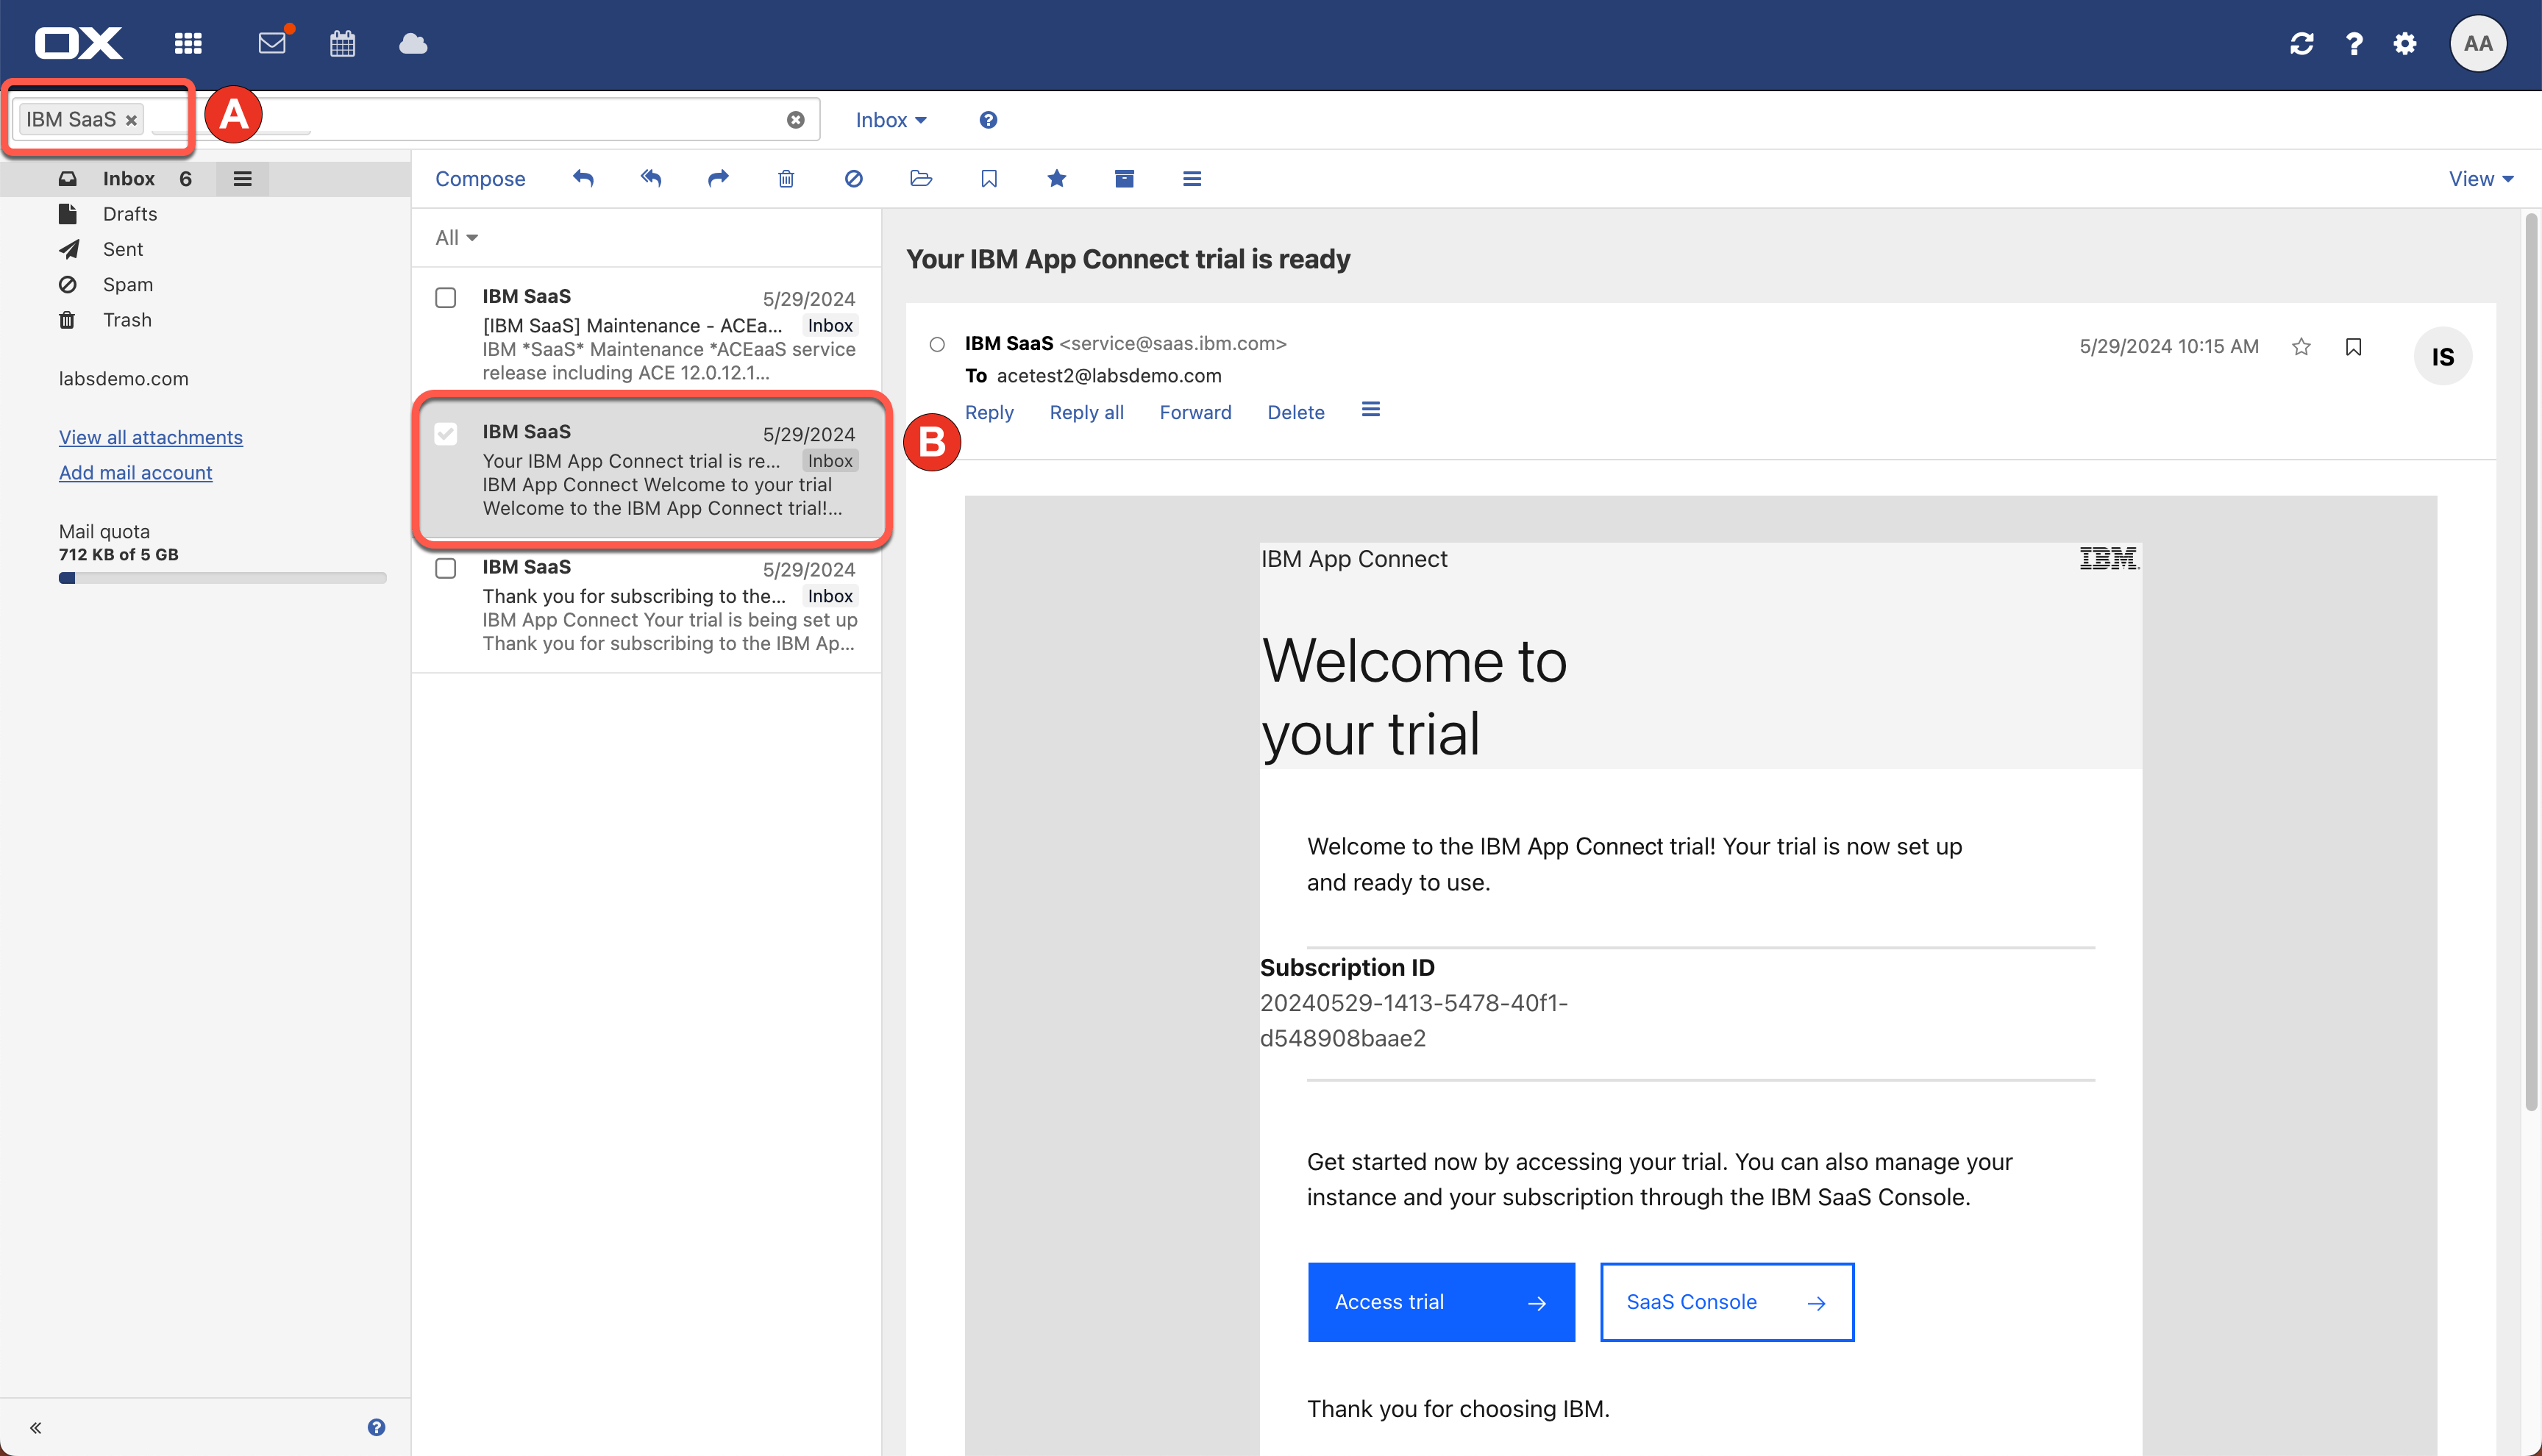 OX
AA
IBM SaaS
A
Inbox
Inbox 6
Drafts
Sent
Spam
Trash
labsdemo.com
View all attachments
Add mail account
Mail quota
712 KB of 5 GB
Compose
View
All
IBM SaaS 5/29/2024
[IBM SaaS] Maintenance - ACEa... Inbox
IBM *SaaS* Maintenance *ACEaaS service
release including ACE 12.0.12.1...
IBM SaaS 5/29/2024
Your IBM App Connect trial is re... Inbox
IBM App Connect Welcome to your trial
Welcome to the IBM App Connect trial!...
B
IBM SaaS 5/29/2024
Thank you for subscribing to the... Inbox
IBM App Connect Your trial is being set up
Thank you for subscribing to the IBM Ap...
Your IBM App Connect trial is ready
IBM SaaS <service@saas.ibm.com> 5/29/2024 10:15 AM
IS
To acetest2@labsdemo.com
Reply Reply all Forward Delete
IBM App Connect IBM
Welcome to
your trial
Welcome to the IBM App Connect trial! Your trial is now set up
and ready to use.
Subscription ID
20240529-1413-5478-40f1-
d548908baae2
Get started now by accessing your trial. You can also manage your
instance and your subscription through the IBM SaaS Console.
Access trial → SaaS Console →
Thank you for choosing IBM.